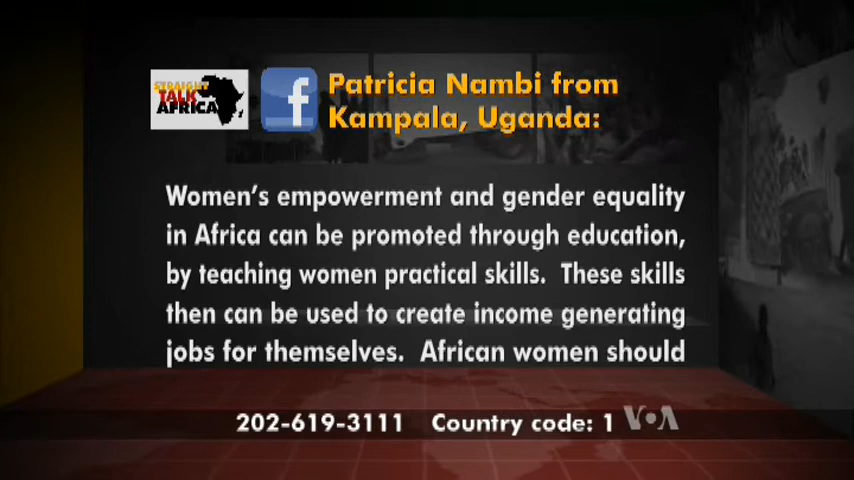 STRAIGHT
TALK
AFRICA
f
Patricia Nambi from
Kampala, Uganda:
Women's empowerment and gender equality
in Africa can be promoted through education,
by teaching women practical skills. These skills
then can be used to create income generating
jobs for themselves. African women should
202-619-3111 Country code: 1 VOA